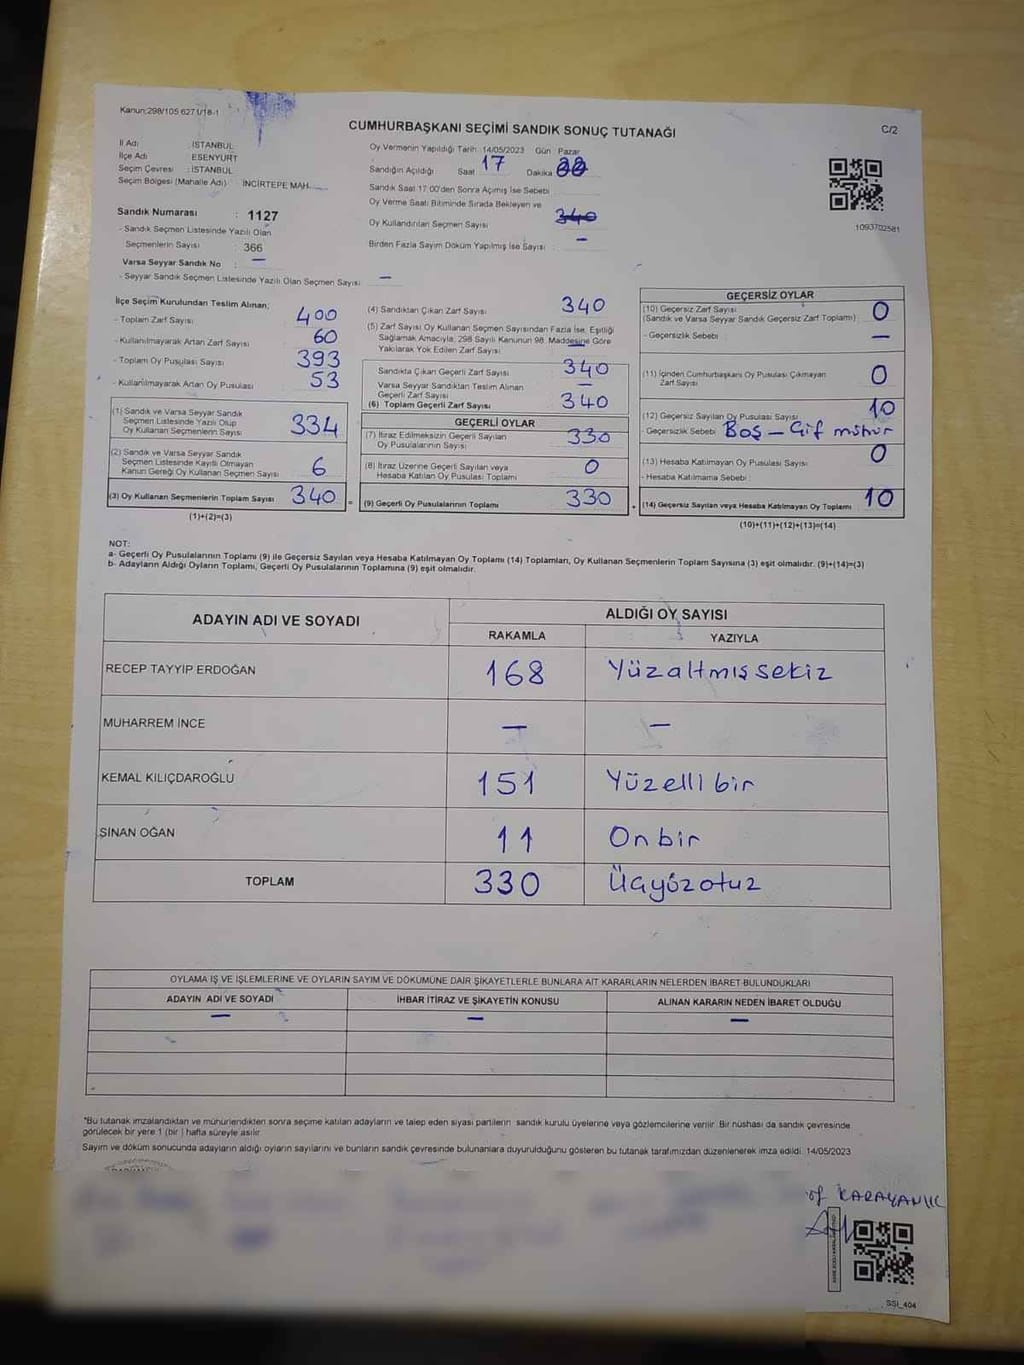 Kanun:298/105 6271/18-1
CUMHURBAŞKANI SEÇİMİ SANDIK SONUÇ TUTANAĞI
C/2
İl Adı : İSTANBUL
İlçe Adı : ESENYURT
Seçim Çevresi : İSTANBUL
Seçim Bölgesi (Mahalle Adı) : İNCİRTEPE MAH.
Oy Vermenin Yapıldığı Tarih :14/05/2023 Gün : Pazar
Sandığın Açıldığı Saat 17 Dakika
Sandık Saat 17:00'den Sonra Açımış İse Sebebi :
Oy Verme Saati Bitiminde Sırada Bekleyen ve
Oy Kullandırılan Seçmen Sayısı : 340
Birden Fazla Sayım Döküm Yapılmış İse Sayısı : –
1093702581
Sandık Numarası : 1127
- Sandık Seçmen Listesinde Yazılı Olan
Seçmenlerin Sayısı : 366
Varsa Seyyar Sandık No : –
- Seyyar Sandık Seçmen Listesinde Yazılı Olan Seçmen Sayısı : –
İlçe Seçim Kurulundan Teslim Alınan;
- Toplam Zarf Sayısı : 400
- Kullanılmayarak Artan Zarf Sayısı : 60
- Toplam Oy Pusulası Sayısı : 393
- Kullanılmayarak Artan Oy Pusulası : 53
(1) Sandık ve Varsa Seyyar Sandık
Seçmen Listesinde Yazılı Olup
Oy Kullanan Seçmenlerin Sayısı 334
(2) Sandık ve Varsa Seyyar Sandık
Seçmen Listesinde Kayıtlı Olmayan
Kanun Gereği Oy Kullanan Seçmen Sayısı 6
(3) Oy Kullanan Seçmenlerin Toplam Sayısı 340 =
(1)+(2)=(3)
(4) Sandıktan Çıkan Zarf Sayısı : 340
(5) Zarf Sayısı Oy Kullanan Seçmen Sayısından Fazla İse, Eşitliği
Sağlamak Amacıyla, 298 Sayılı Kanunun 98. Maddesine Göre
Yakılarak Yok Edilen Zarf Sayısı : –
Sandıkta Çıkan Geçerli Zarf Sayısı : 340
Varsa Seyyar Sandıktan Teslim Alınan
Geçerli Zarf Sayısı : –
(6) Toplam Geçerli Zarf Sayısı : 340
GEÇERLİ OYLAR
(7) İtiraz Edilmeksizin Geçerli Sayılan
Oy Pusulalarının Sayısı : 330
(8) İtiraz Üzerine Geçerli Sayılan veya
Hesaba Katılan Oy Pusulası Toplamı : 0
(9) Geçerli Oy Pusulalarının Toplamı 330 +
GEÇERSİZ OYLAR
(10) Geçersiz Zarf Sayısı :
(Sandık ve Varsa Seyyar Sandık Geçersiz Zarf Toplamı) 0
- Geçersizlik Sebebi : –
(11) İçinden Cumhurbaşkanı Oy Pusulası Çıkmayan
Zarf Sayısı : 0
(12) Geçersiz Sayılan Oy Pusulası Sayısı : 10
- Geçersizlik Sebebi : Boş – Çif mühür
(13) Hesaba Katılmayan Oy Pusulası Sayısı : 0
- Hesaba Katılmama Sebebi :
(14) Geçersiz Sayılan veya Hesaba Katılmayan Oy Toplamı 10
(10)+(11)+(12)+(13)=(14)
NOT:
a- Geçerli Oy Pusulalarının Toplamı (9) ile Geçersiz Sayılan veya Hesaba Katılmayan Oy Toplamı (14) Toplamları, Oy Kullanan Seçmenlerin Toplam Sayısına (3) eşit olmalıdır. (9)+(14)=(3)
b- Adayların Aldığı Oyların Toplamı, Geçerli Oy Pusulalarının Toplamına (9) eşit olmalıdır.
ADAYIN ADI VE SOYADI
ALDIĞI OY SAYISI
RAKAMLA YAZIYLA
RECEP TAYYİP ERDOĞAN 168 Yüzaltmışsekiz
MUHARREM İNCE – –
KEMAL KILIÇDAROĞLU 151 Yüzelli bir
SİNAN OĞAN 11 On bir
TOPLAM 330 Üçyüzotuz
OYLAMA İŞ VE İŞLEMLERİNE VE OYLARIN SAYIM VE DÖKÜMÜNE DAİR ŞİKAYETLERLE BUNLARA AİT KARARLARIN NELERDEN İBARET BULUNDUKLARI
ADAYIN ADI VE SOYADI İHBAR İTİRAZ VE ŞİKAYETİN KONUSU ALINAN KARARIN NEDEN İBARET OLDUĞU
– – –
*Bu tutanak imzalandıktan ve mühürlendikten sonra seçime katılan adayların ve talep eden siyasi partilerin sandık kurulu üyelerine veya gözlemcilerine verilir. Bir nüshası da sandık çevresinde
görülecek bir yere 1 (bir ) hafta süreyle asılır.
Sayım ve döküm sonucunda adayların aldığı oyların sayılarını ve bunların sandık çevresinde bulunanlara duyurulduğunu gösteren bu tutanak tarafımızdan düzenlenerek imza edildi. 14/05/2023
SSI_404